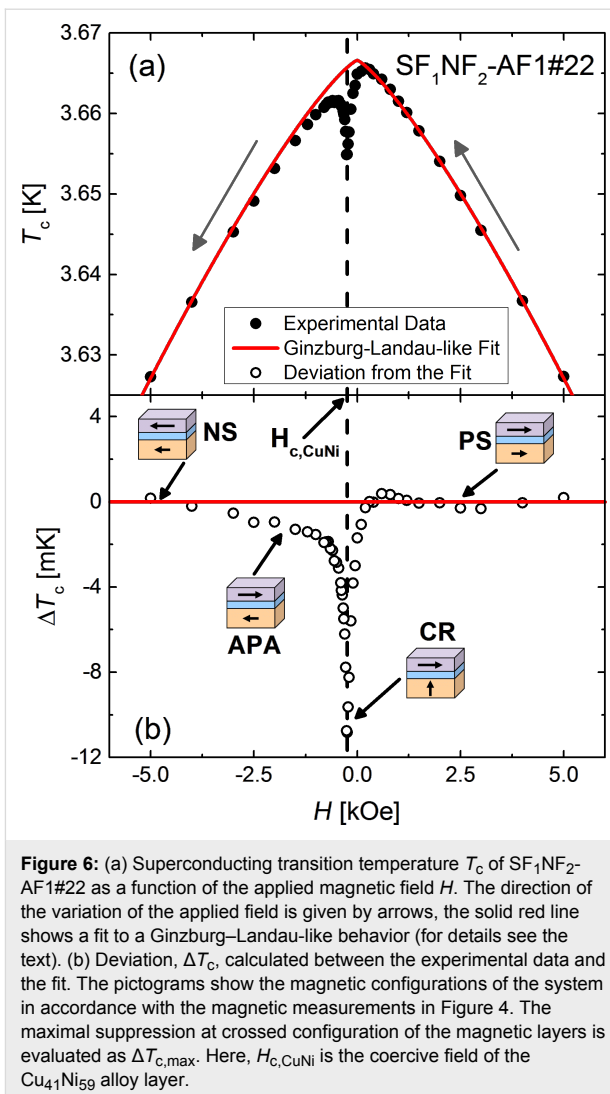 3.67
(a)
SF₁NF₂-AF1#22
3.66
3.65
3.64
3.63
T_c [K]
Experimental Data
Ginzburg-Landau-like Fit
Deviation from the Fit
4
0
-4
-8
-12
ΔT_c [mK]
NS
H_c,CuNi
PS
APA
CR
(b)
-5.0
-2.5
0.0
2.5
5.0
H [kOe]
Figure 6: (a) Superconducting transition temperature T_c of SF₁NF₂-
AF1#22 as a function of the applied magnetic field H. The direction of
the variation of the applied field is given by arrows, the solid red line
shows a fit to a Ginzburg–Landau-like behavior (for details see the
text). (b) Deviation, ΔT_c, calculated between the experimental data and
the fit. The pictograms show the magnetic configurations of the system
in accordance with the magnetic measurements in Figure 4. The
maximal suppression at crossed configuration of the magnetic layers is
evaluated as ΔT_c,max. Here, H_c,CuNi is the coercive field of the
Cu₄₁Ni₅₉ alloy layer.